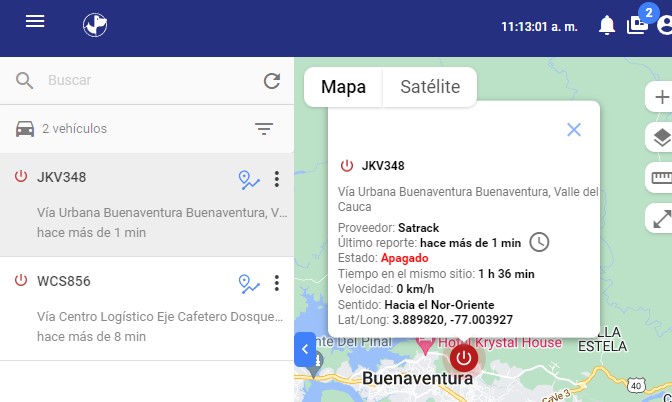 2
11:13:01 a. m.
Buscar
2 vehículos
JKV348
Vía Urbana Buenaventura Buenaventura, V...
hace más de 1 min
WCS856
Vía Centro Logístico Eje Cafetero Dosque...
hace más de 8 min
Mapa
Satélite
JKV348
Vía Urbana Buenaventura Buenaventura, Valle del
Cauca
Proveedor: Satrack
Último reporte: hace más de 1 min
Estado: Apagado
Tiempo en el mismo sitio: 1 h 36 min
Velocidad: 0 km/h
Sentido: Hacia el Nor-Oriente
Lat/Long: 3.889820, -77.003927
te Del Pinal
Hotel Krystal House
LLA
ESTELA
Buenaventura
Calle 3
40